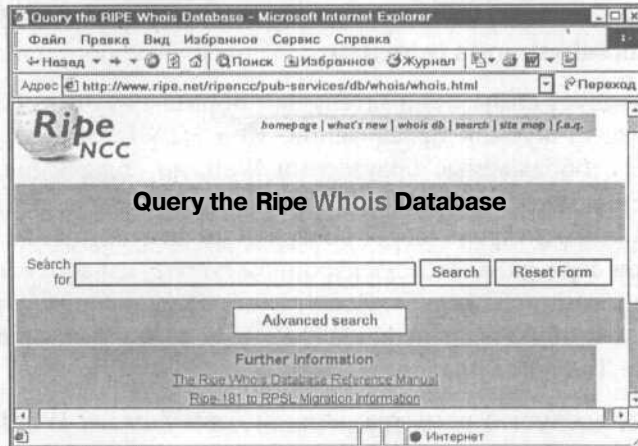 Query the RIPE Whois Database - Microsoft Internet Explorer
Файл Правка Вид Избранное Сервис Справка
Назад Поиск Избранное Журнал
Адрес http://www.ripe.net/ripencc/pub-services/db/whois/whois.html Переход
Ripe NCC
homepage | what's new | whois db | search | site map | f.a.q.
Query the Ripe Whois Database
Search for
Search
Reset Form
Advanced search
Further Information
The Ripe Whois Database Reference Manual
Ripe-181 to RPSL Migration Information
Интернет